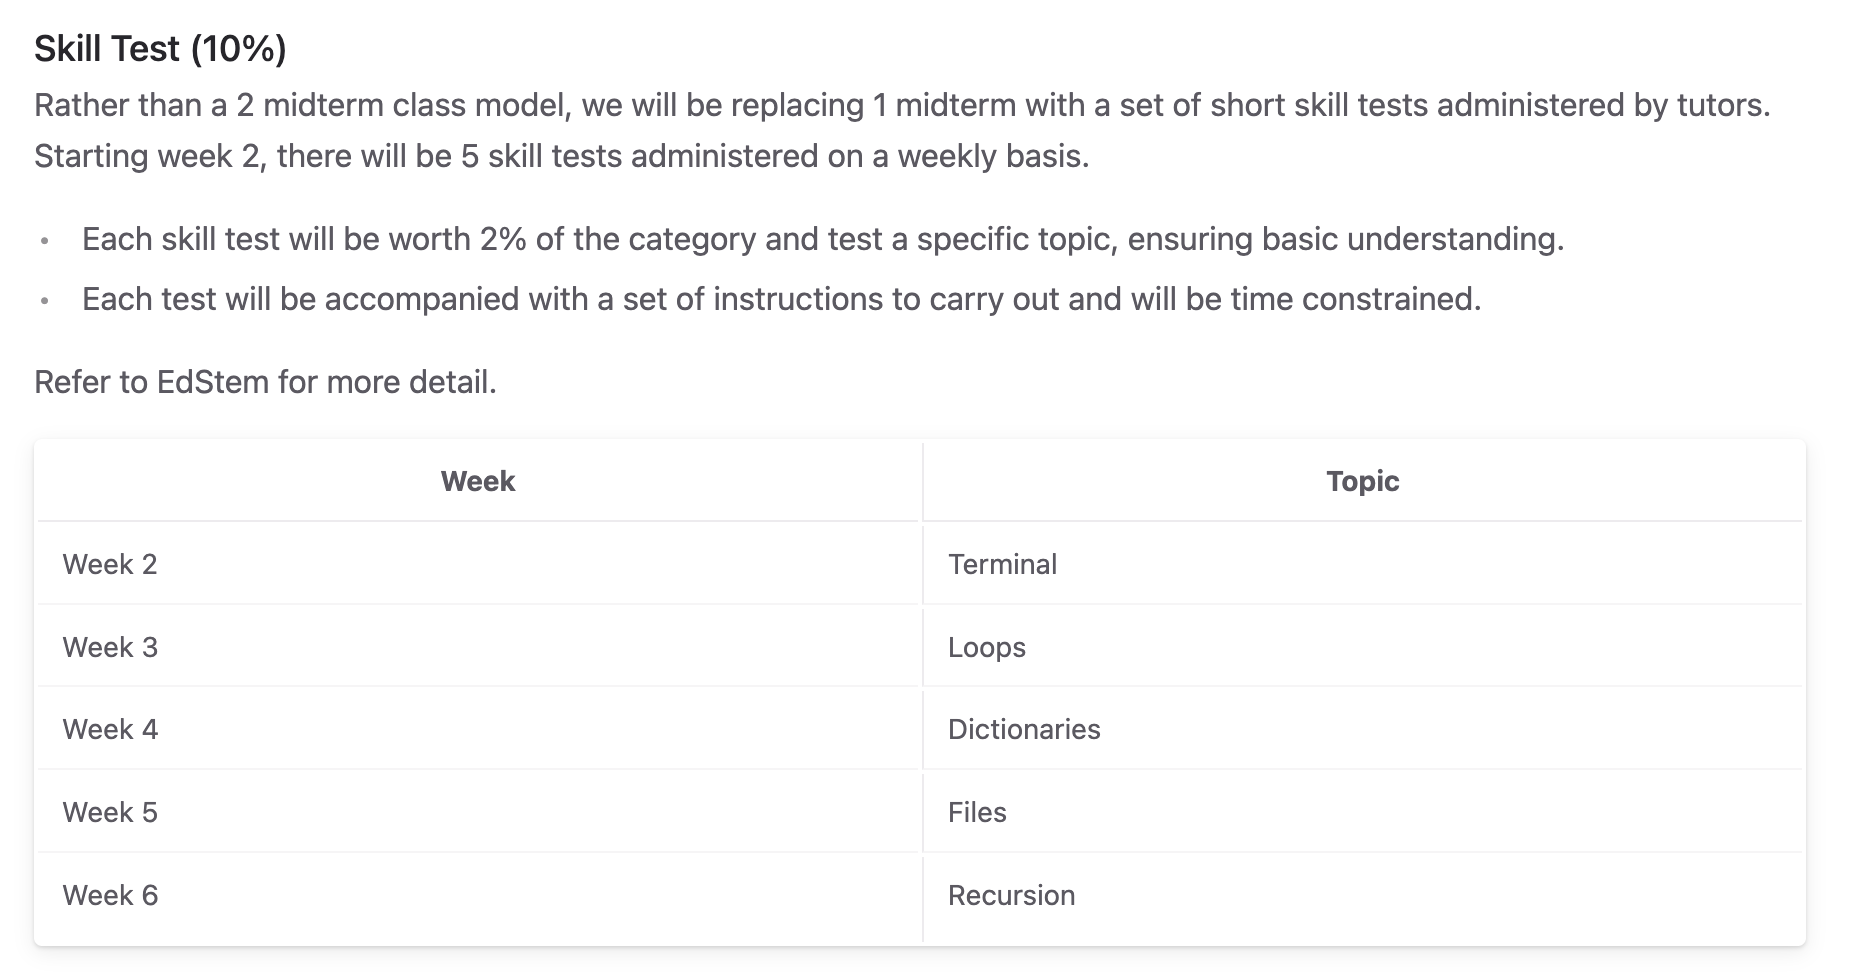 Skill Test (10%)
Rather than a 2 midterm class model, we will be replacing 1 midterm with a set of short skill tests administered by tutors.
Starting week 2, there will be 5 skill tests administered on a weekly basis.
• Each skill test will be worth 2% of the category and test a specific topic, ensuring basic understanding.
• Each test will be accompanied with a set of instructions to carry out and will be time constrained.
Refer to EdStem for more detail.
Week Topic
Week 2 Terminal
Week 3 Loops
Week 4 Dictionaries
Week 5 Files
Week 6 Recursion